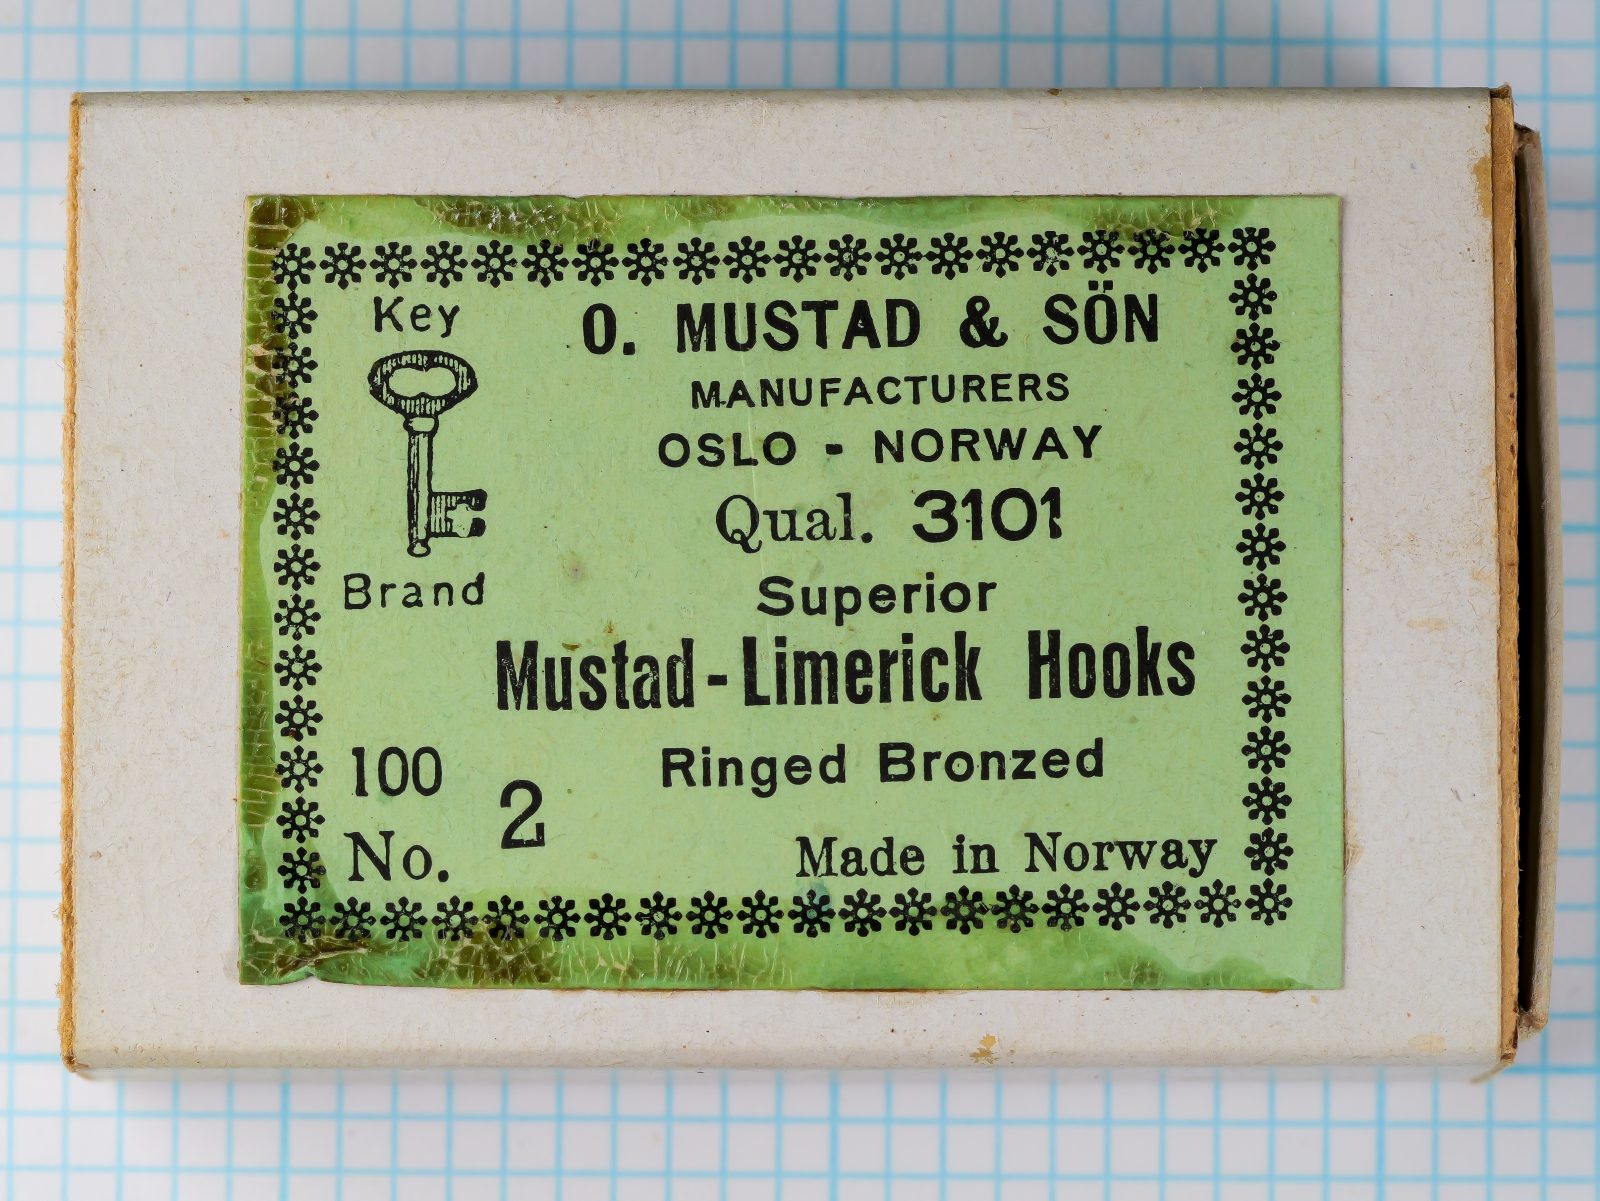 Key
Brand
O. MUSTAD & SÖN
MANUFACTURERS
OSLO - NORWAY
Qual. 3101
Superior
Mustad-Limerick Hooks
Ringed Bronzed
100
No. 2
Made in Norway